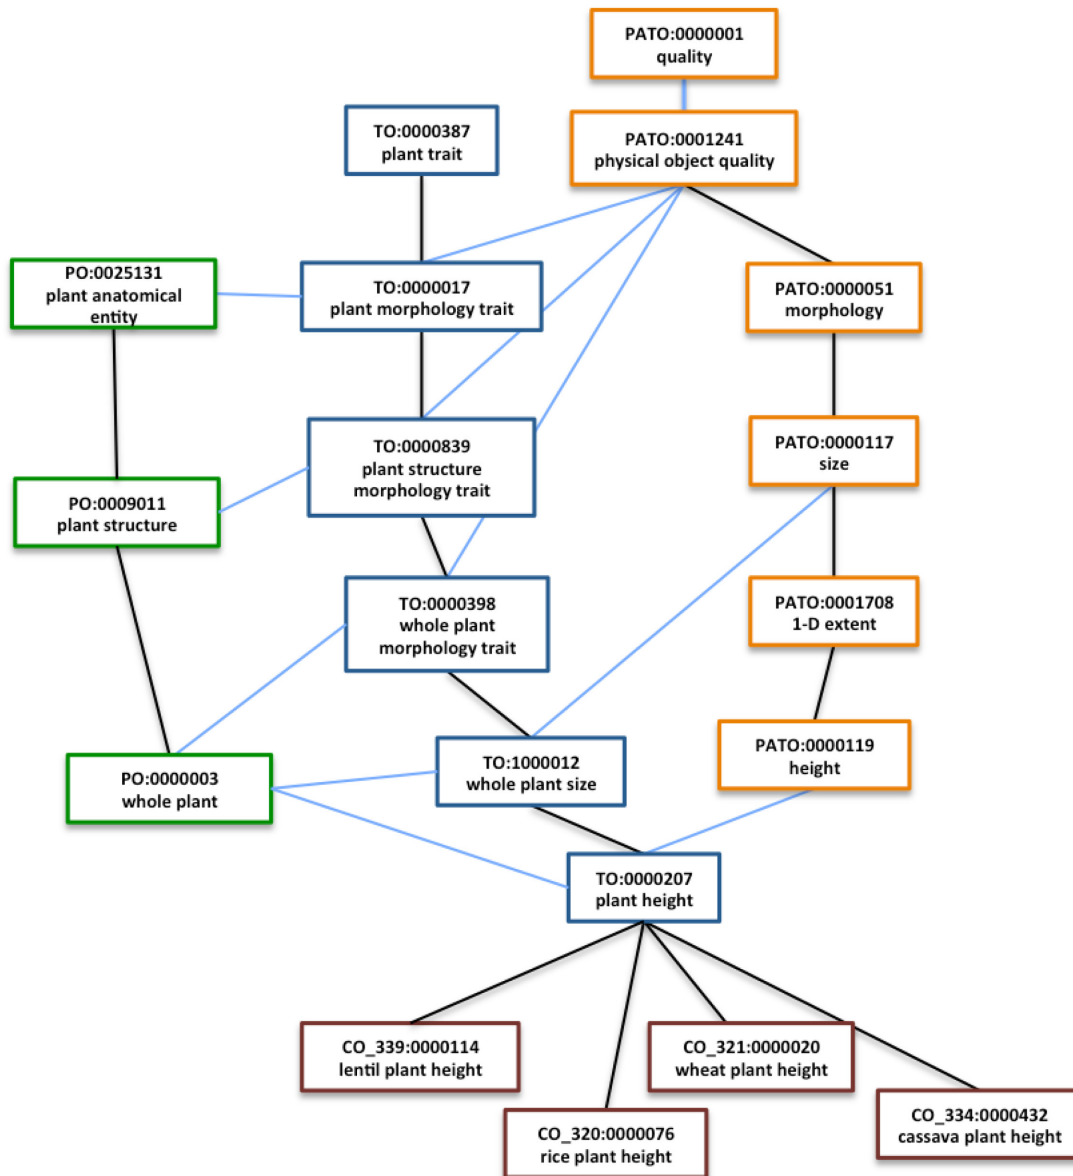 PATO:0000001
quality
TO:0000387
plant trait
PATO:0001241
physical object quality
PO:0025131
plant anatomical
entity
TO:0000017
plant morphology trait
PATO:0000051
morphology
TO:0000839
plant structure
morphology trait
PATO:0000117
size
PO:0009011
plant structure
TO:0000398
whole plant
morphology trait
PATO:0001708
1-D extent
PO:0000003
whole plant
TO:1000012
whole plant size
PATO:0000119
height
TO:0000207
plant height
CO_339:0000114
lentil plant height
CO_321:0000020
wheat plant height
CO_320:0000076
rice plant height
CO_334:0000432
cassava plant height